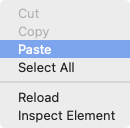 Cut
Copy
Paste
Select All
Reload
Inspect Element